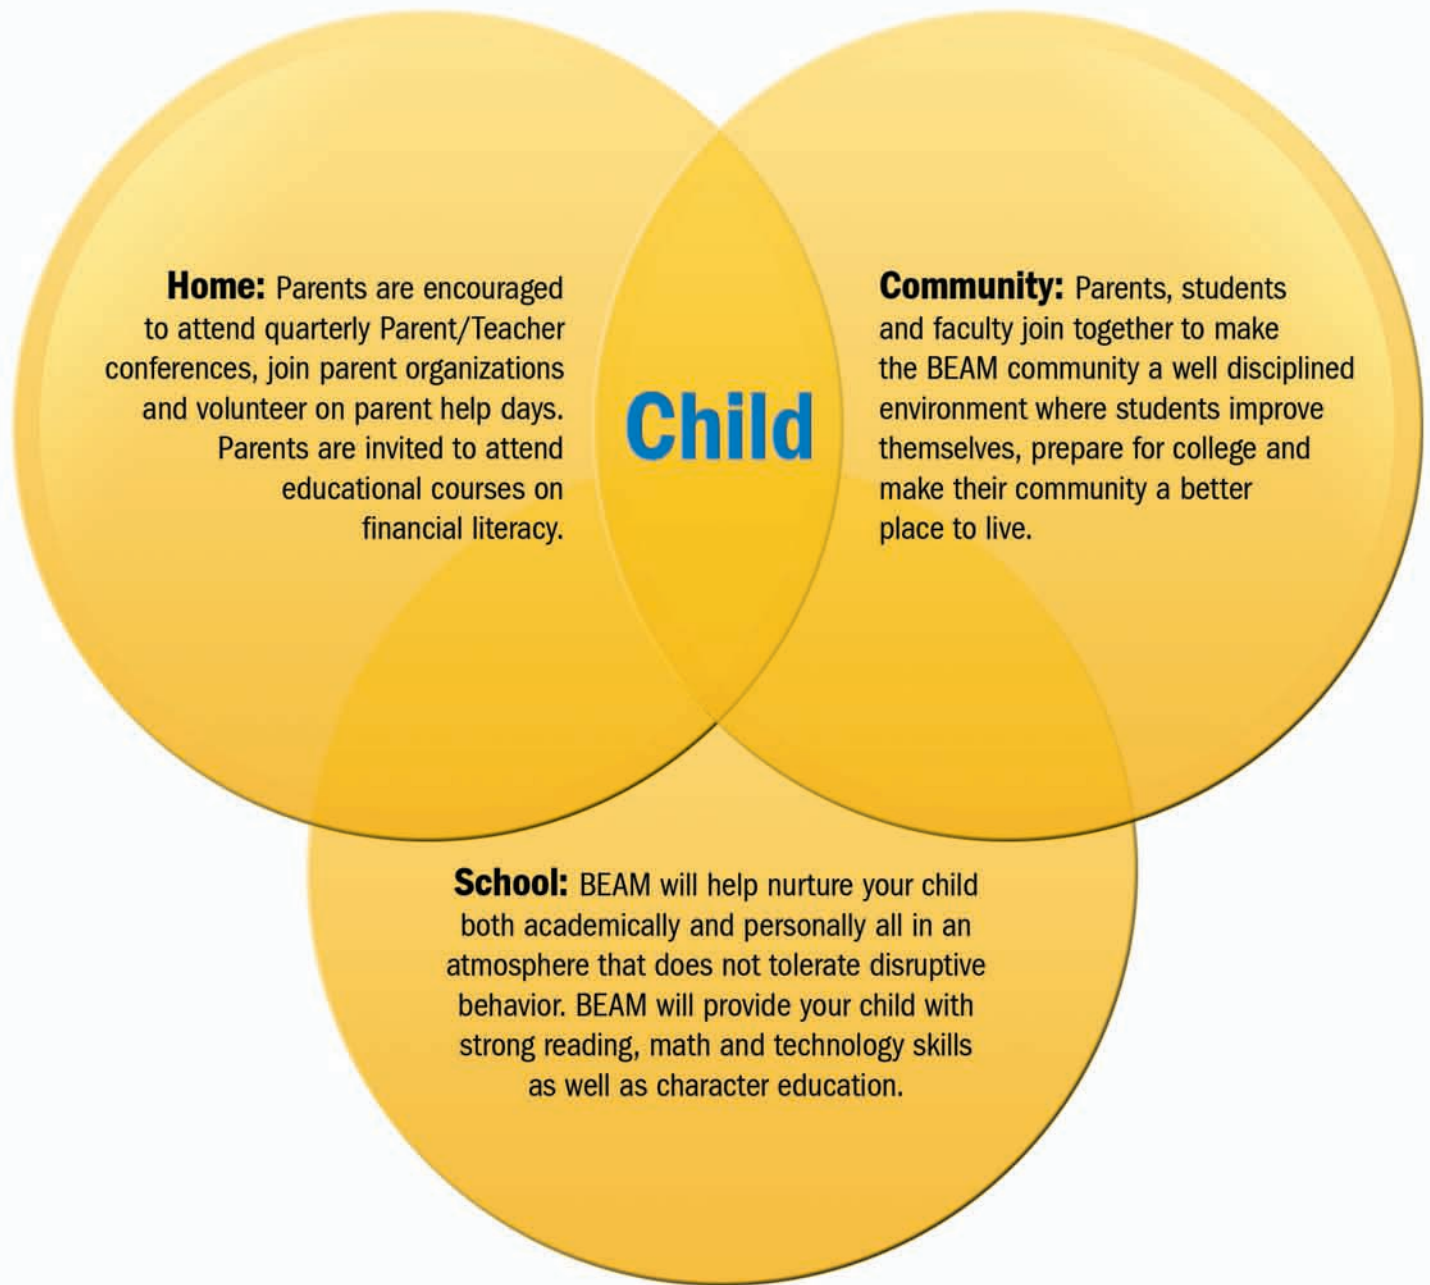 Home: Parents are encouraged
to attend quarterly Parent/Teacher
conferences, join parent organizations
and volunteer on parent help days.
Parents are invited to attend
educational courses on
financial literacy.
Child
Community: Parents, students
and faculty join together to make
the BEAM community a well disciplined
environment where students improve
themselves, prepare for college and
make their community a better
place to live.
School: BEAM will help nurture your child
both academically and personally all in an
atmosphere that does not tolerate disruptive
behavior. BEAM will provide your child with
strong reading, math and technology skills
as well as character education.